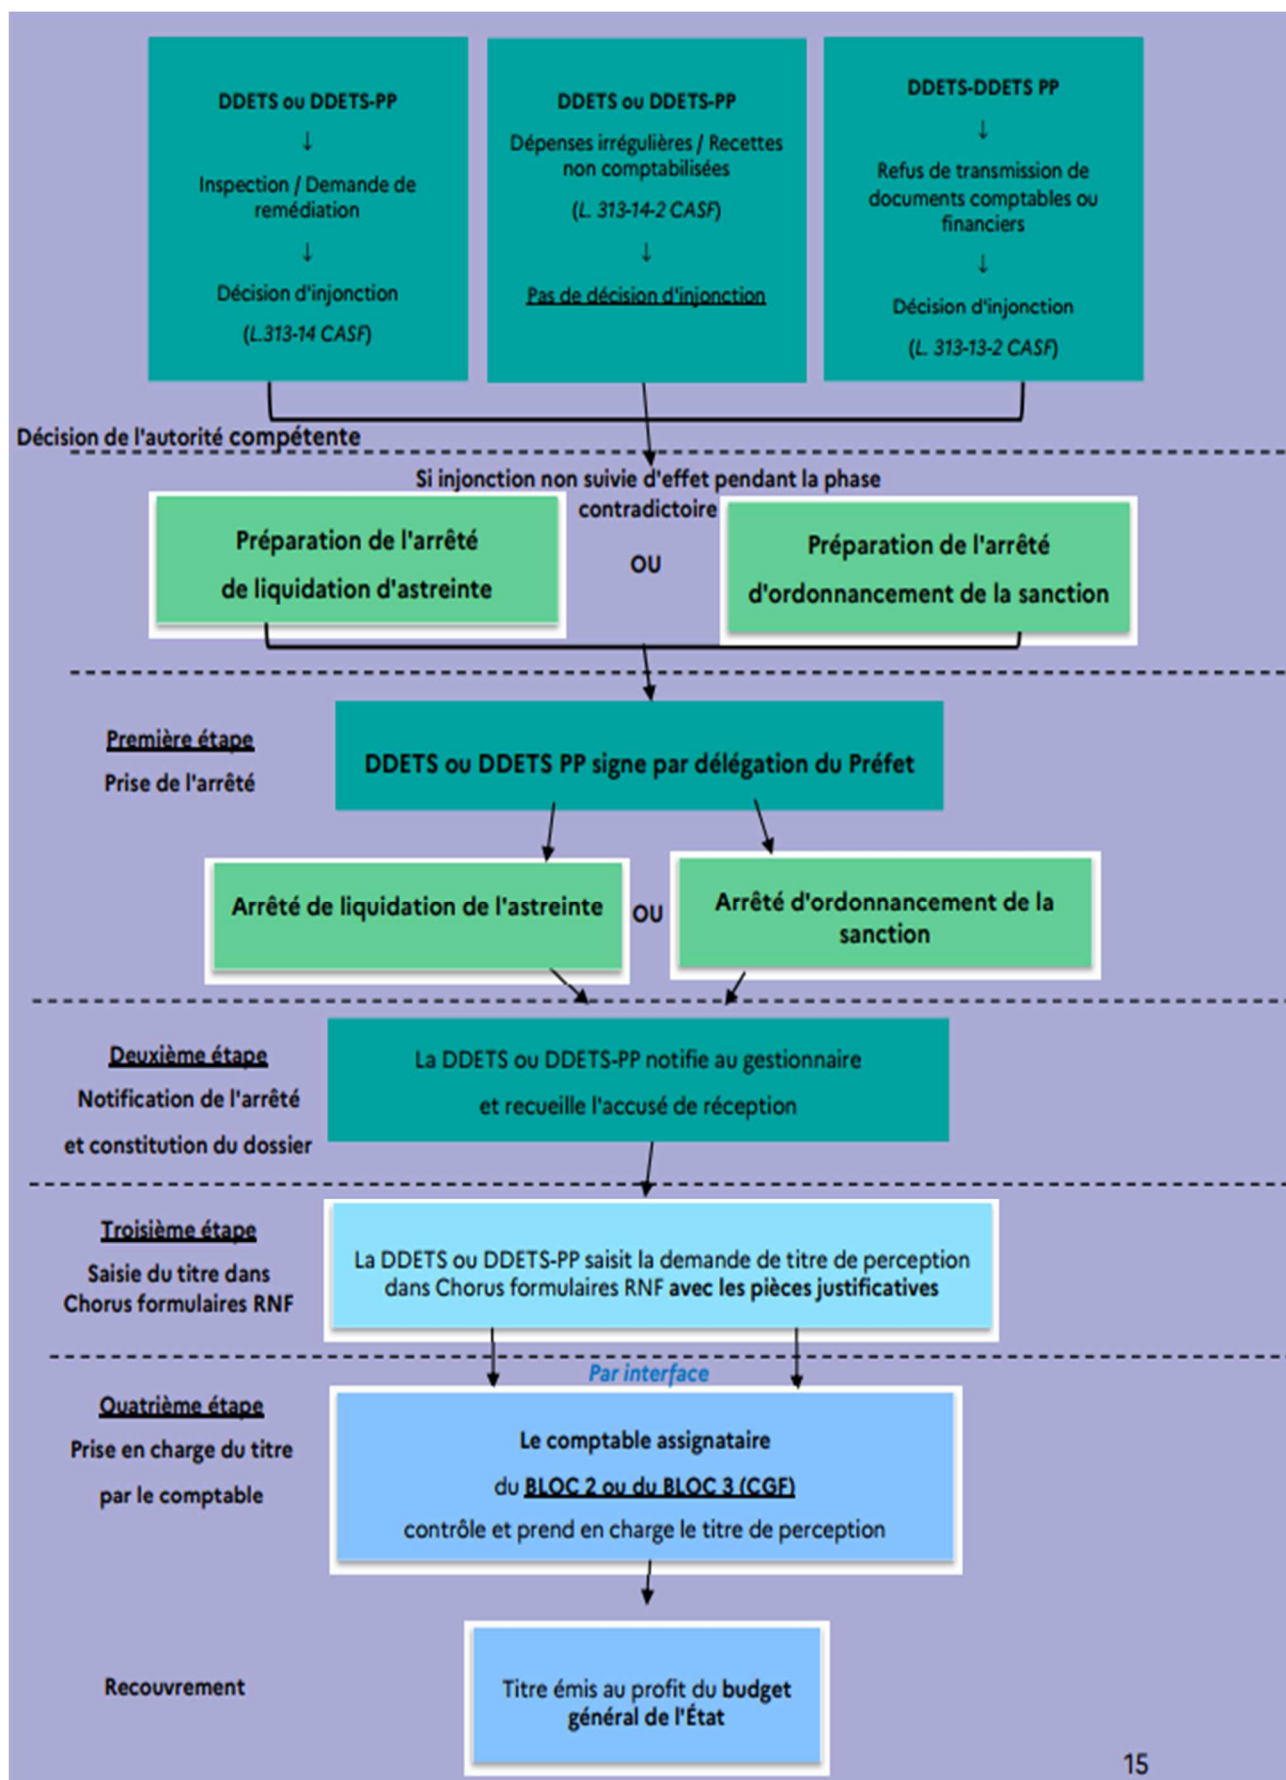 DDETS ou DDETS-PP
↓
Inspection / Demande de
remédiation
↓
Décision d'injonction
(L.313-14 CASF)
DDETS ou DDETS-PP
Dépenses irrégulières / Recettes
non comptabilisées
(L. 313-14-2 CASF)
↓
Pas de décision d'injonction
DDETS-DDETS PP
↓
Refus de transmission de
documents comptables ou
financiers
↓
Décision d'injonction
(L. 313-13-2 CASF)
Décision de l'autorité compétente
Si injonction non suivie d'effet pendant la phase
contradictoire
Préparation de l'arrêté
de liquidation d'astreinte
OU
Préparation de l'arrêté
d'ordonnancement de la sanction
Première étape
Prise de l'arrêté
DDETS ou DDETS PP signe par délégation du Préfet
Arrêté de liquidation de l'astreinte
OU
Arrêté d'ordonnancement de la
sanction
Deuxième étape
Notification de l'arrêté
et constitution du dossier
La DDETS ou DDETS-PP notifie au gestionnaire
et recueille l'accusé de réception
Troisième étape
Saisie du titre dans
Chorus formulaires RNF
La DDETS ou DDETS-PP saisit la demande de titre de perception
dans Chorus formulaires RNF avec les pièces justificatives
Par interface
Quatrième étape
Prise en charge du titre
par le comptable
Le comptable assignataire
du BLOC 2 ou du BLOC 3 (CGF)
contrôle et prend en charge le titre de perception
Recouvrement
Titre émis au profit du budget
général de l'État
15